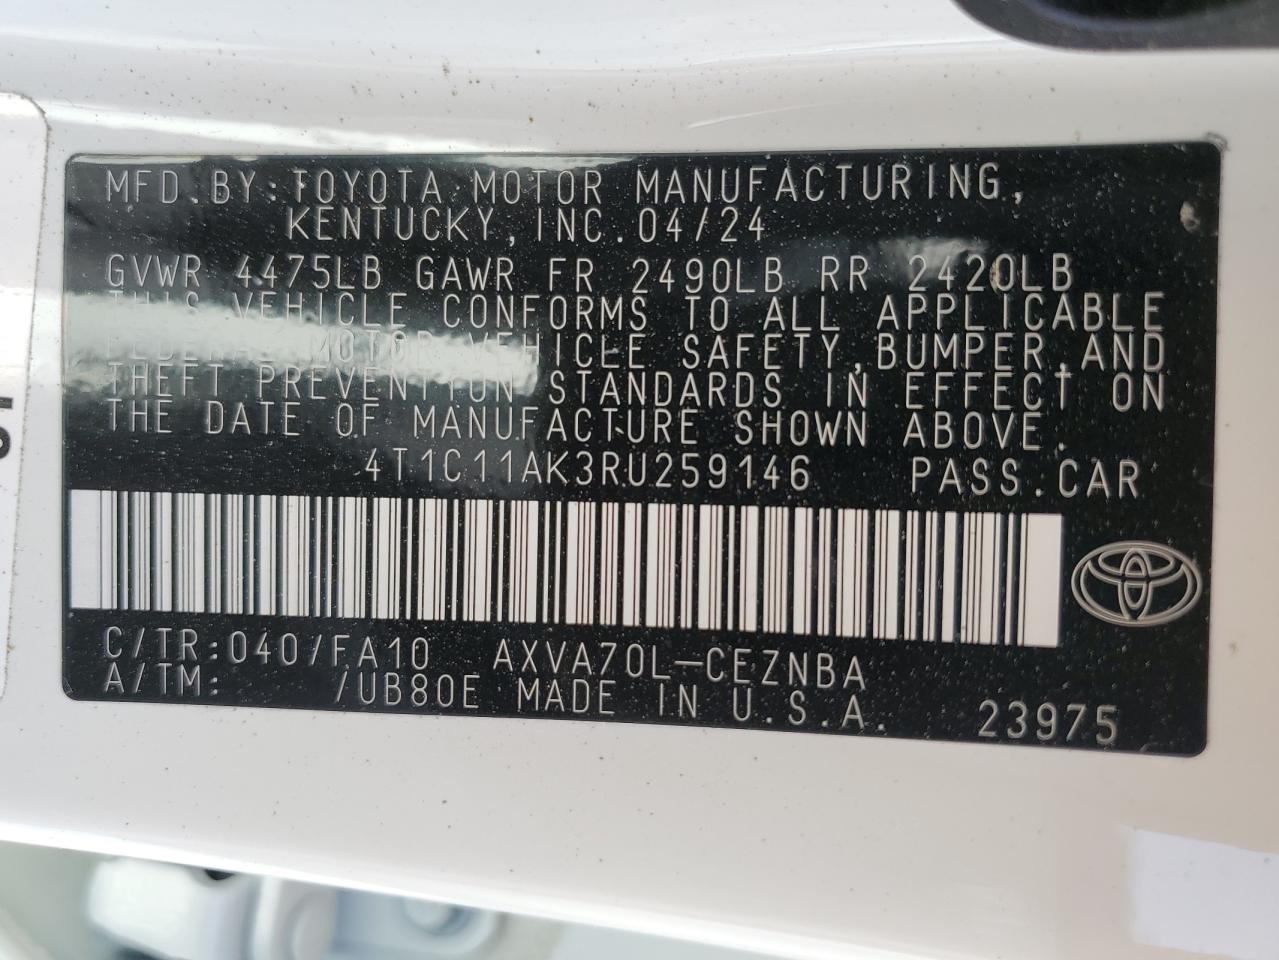 MFD.BY:TOYOTA MOTOR MANUFACTURING,
KENTUCKY, INC. 04/24
GVWR 4475LB GAWR FR 2490LB RR 2420LB
THIS VEHICLE CONFORMS TO ALL APPLICABLE
FEDERAL MOTOR VEHICLE SAFETY,BUMPER,AND
THEFT PREVENTION STANDARDS IN EFFECT ON
THE DATE OF MANUFACTURE SHOWN ABOVE.
4T1C11AK3RU259146 PASS.CAR
C/TR:040/FA10 AXVA70L-CEZNBA
A/TM: /UB80E MADE IN U.S.A. 23975